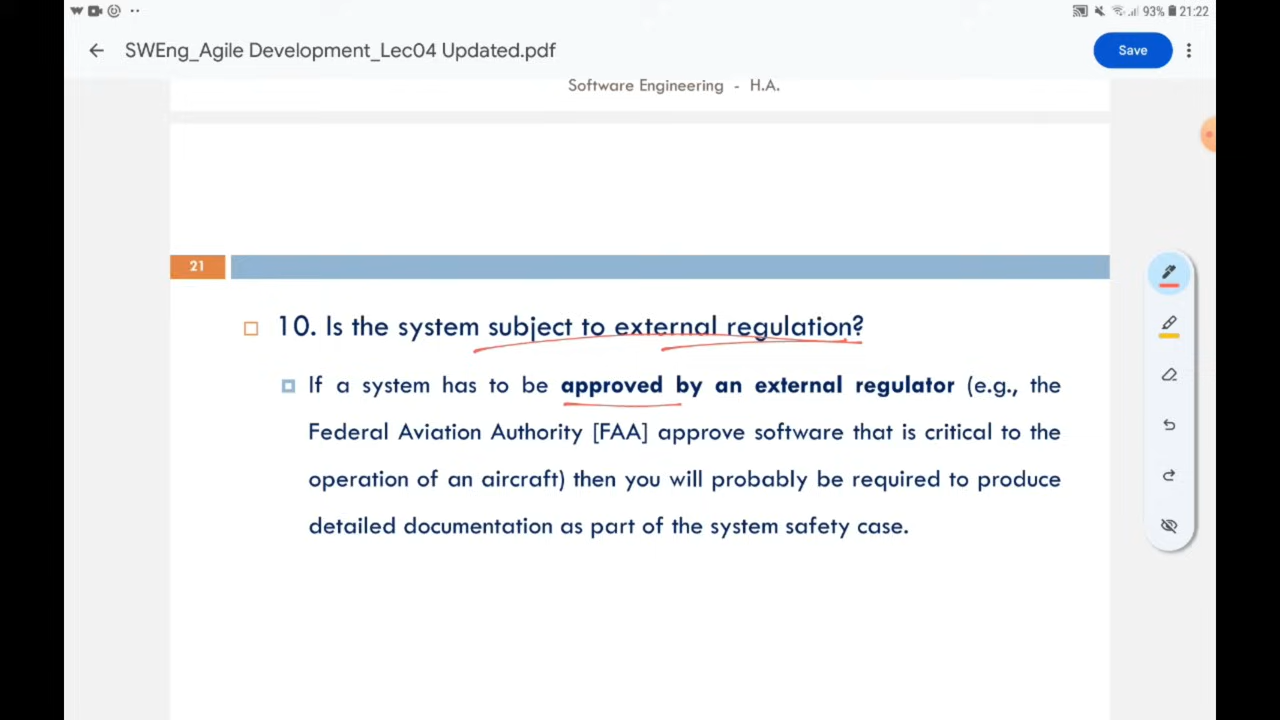 93% 21:22
SWEng_Agile Development_Lec04 Updated.pdf
Save
Software Engineering - H.A.
21
10. Is the system subject to external regulation?
If a system has to be approved by an external regulator (e.g., the
Federal Aviation Authority [FAA] approve software that is critical to the
operation of an aircraft) then you will probably be required to produce
detailed documentation as part of the system safety case.